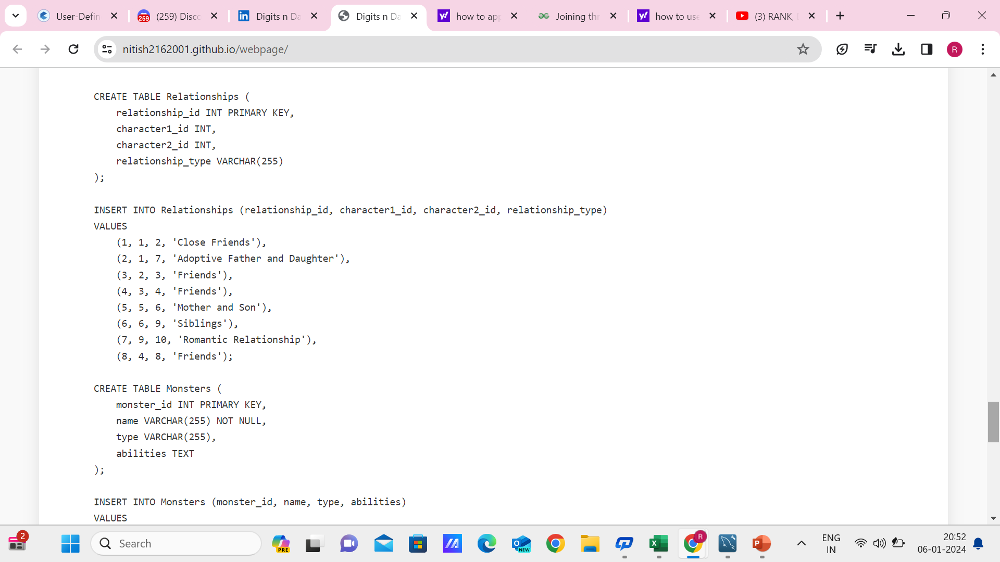 User-Defin
259
(259) Disco
in
Digits n Da
Digits n Da
y!
how to app
Joining thr
y!
how to use
(3) RANK,
nitish2162001.github.io/webpage/
R
CREATE TABLE Relationships (
relationship_id INT PRIMARY KEY,
character1_id INT,
character2_id INT,
relationship_type VARCHAR(255)
);
INSERT INTO Relationships (relationship_id, character1_id, character2_id, relationship_type)
VALUES
(1, 1, 2, 'Close Friends'),
(2, 1, 7, 'Adoptive Father and Daughter'),
(3, 2, 3, 'Friends'),
(4, 3, 4, 'Friends'),
(5, 5, 6, 'Mother and Son'),
(6, 6, 9, 'Siblings'),
(7, 9, 10, 'Romantic Relationship'),
(8, 4, 8, 'Friends');
CREATE TABLE Monsters (
monster_id INT PRIMARY KEY,
name VARCHAR(255) NOT NULL,
type VARCHAR(255),
abilities TEXT
);
INSERT INTO Monsters (monster_id, name, type, abilities)
VALUES
2
Search
PRE
NEW
R
ENG
IN
20:52
06-01-2024